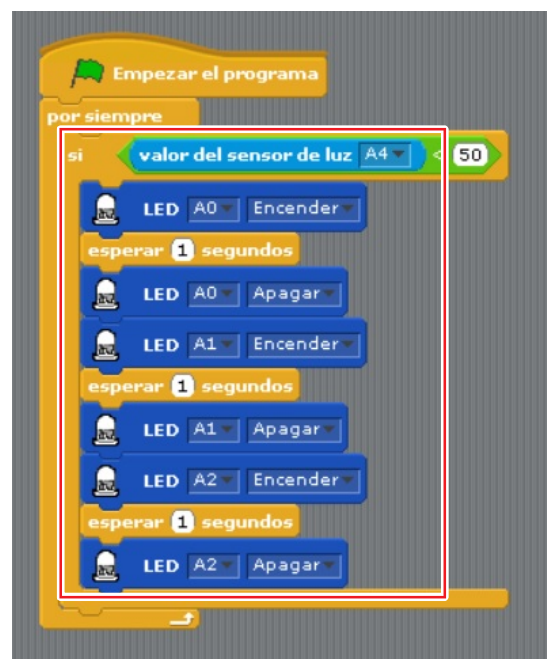 Empezar el programa
por siempre
si valor del sensor de luz A4 < 50
LED A0 Encender
esperar 1 segundos
LED A0 Apagar
LED A1 Encender
esperar 1 segundos
LED A1 Apagar
LED A2 Encender
esperar 1 segundos
LED A2 Apagar